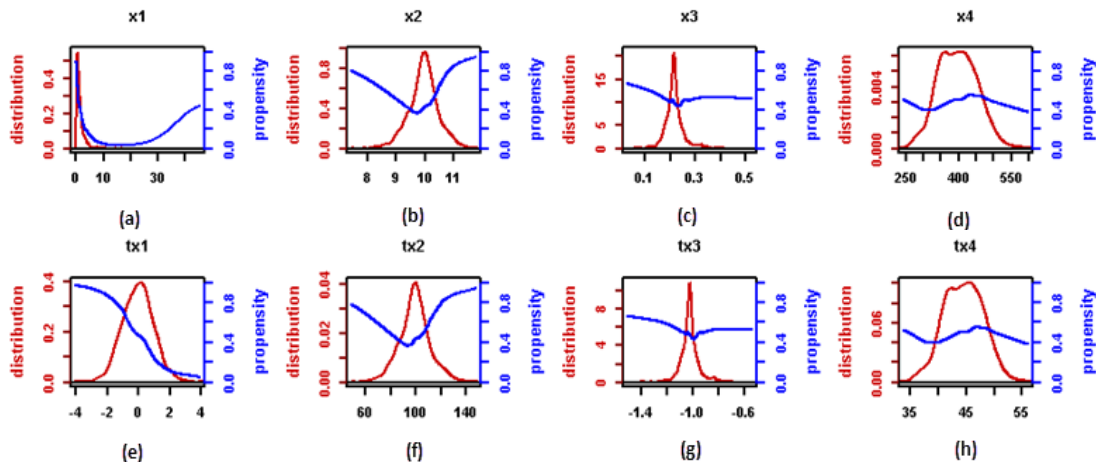 x1
distribution
0.0 0.2 0.4
0.0 0.4 0.8
propensity
0 10 30
(a)
x2
distribution
0.0 0.4 0.8
0.0 0.4 0.8
propensity
8 9 10 11
(b)
x3
distribution
0 5 15
0.0 0.4 0.8
propensity
0.1 0.3 0.5
(c)
x4
distribution
0.000 0.004
0.0 0.4 0.8
propensity
250 400 550
(d)
tx1
distribution
0.0 0.2 0.4
0.0 0.4 0.8
propensity
-4 -2 0 2 4
(e)
tx2
distribution
0.00 0.02 0.04
0.0 0.4 0.8
propensity
60 100 140
(f)
tx3
distribution
0 4 8
0.0 0.4 0.8
propensity
-1.4 -1.0 -0.6
(g)
tx4
distribution
0.00 0.06
0.0 0.4 0.8
propensity
35 45 55
(h)